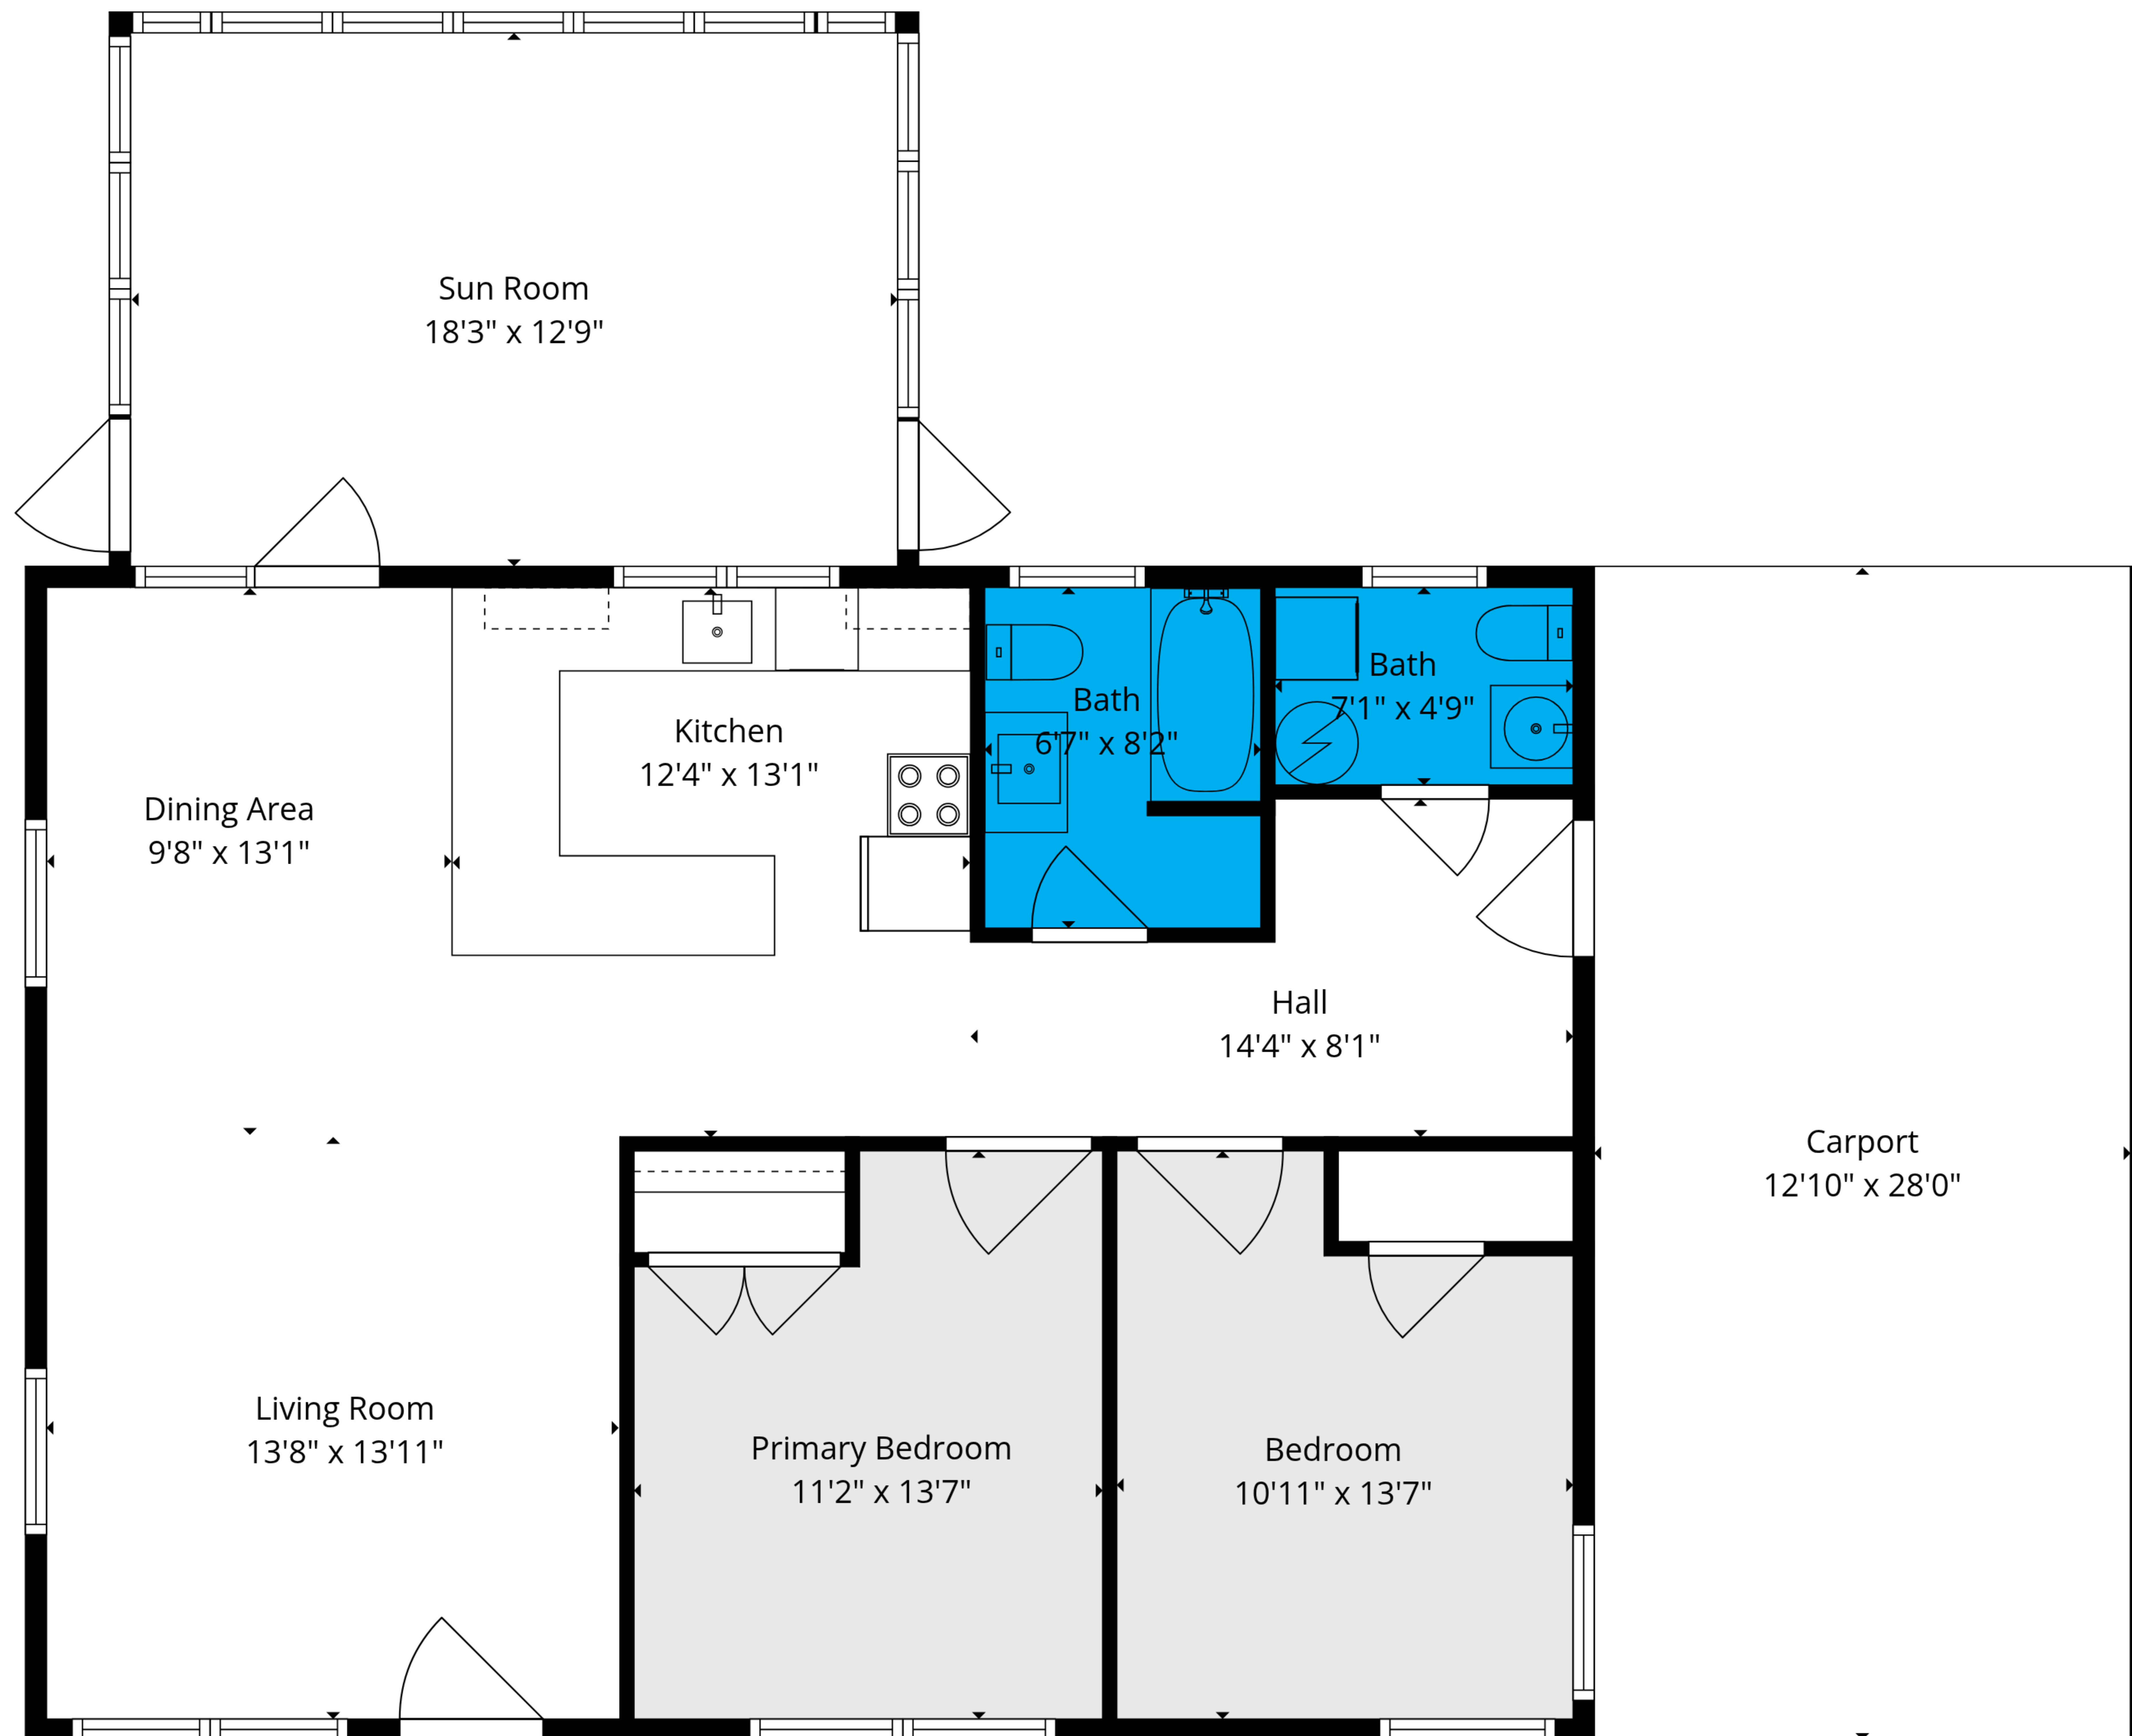 Sun Room
18'3" x 12'9"
Bath
7'1" x 4'9"
Bath
6'7" x 8'2"
Kitchen
12'4" x 13'1"
Dining Area
9'8" x 13'1"
Hall
14'4" x 8'1"
Carport
12'10" x 28'0"
Living Room
13'8" x 13'11"
Primary Bedroom
11'2" x 13'7"
Bedroom
10'11" x 13'7"